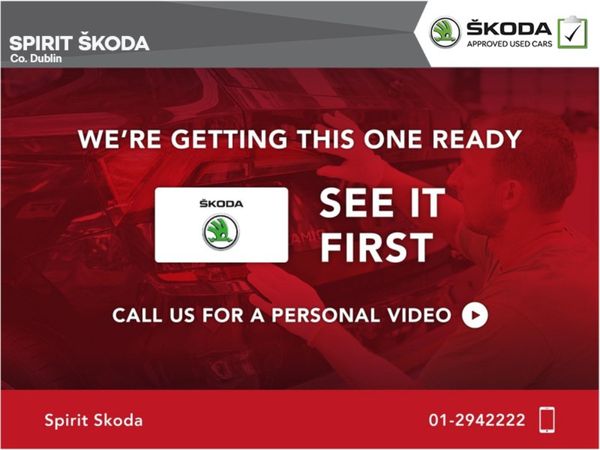 SPIRIT ŠKODA
Co. Dublin
ŠKODA
APPROVED USED CARS
WE'RE GETTING THIS ONE READY
ŠKODA
SEE IT
FIRST
CALL US FOR A PERSONAL VIDEO
Spirit Skoda
01-2942222